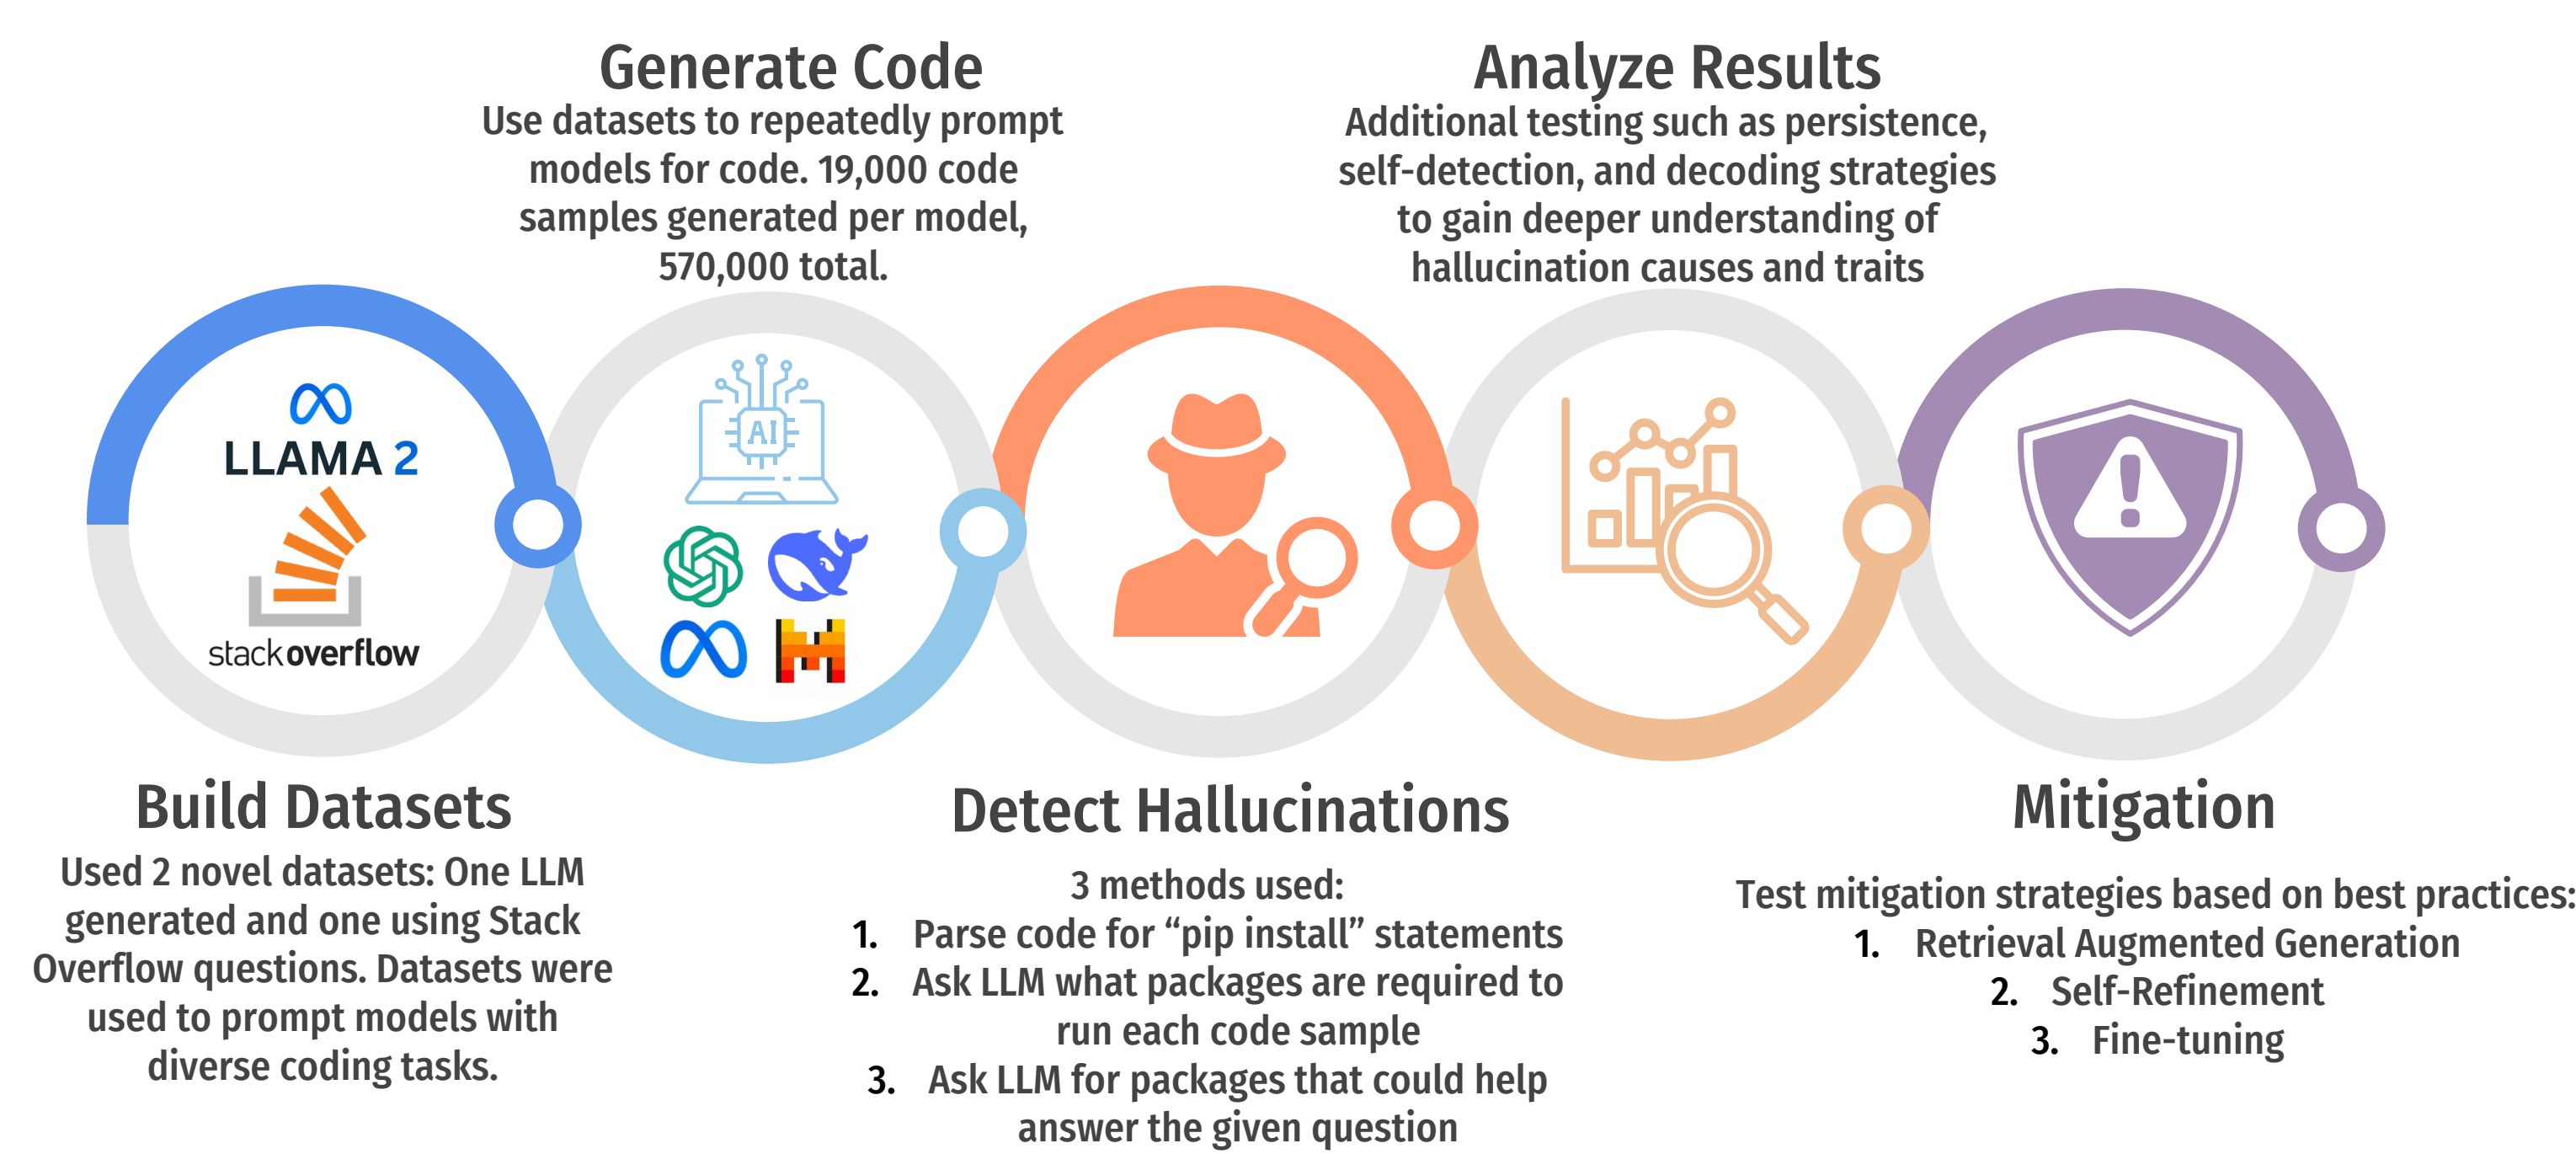 Generate Code
Use datasets to repeatedly prompt
models for code. 19,000 code
samples generated per model,
570,000 total.
Analyze Results
Additional testing such as persistence,
self-detection, and decoding strategies
to gain deeper understanding of
hallucination causes and traits
LLAMA 2
stackoverflow
AI
Build Datasets
Used 2 novel datasets: One LLM
generated and one using Stack
Overflow questions. Datasets were
used to prompt models with
diverse coding tasks.
Detect Hallucinations
3 methods used:
1. Parse code for “pip install” statements
2. Ask LLM what packages are required to
run each code sample
3. Ask LLM for packages that could help
answer the given question
Mitigation
Test mitigation strategies based on best practices:
1. Retrieval Augmented Generation
2. Self-Refinement
3. Fine-tuning